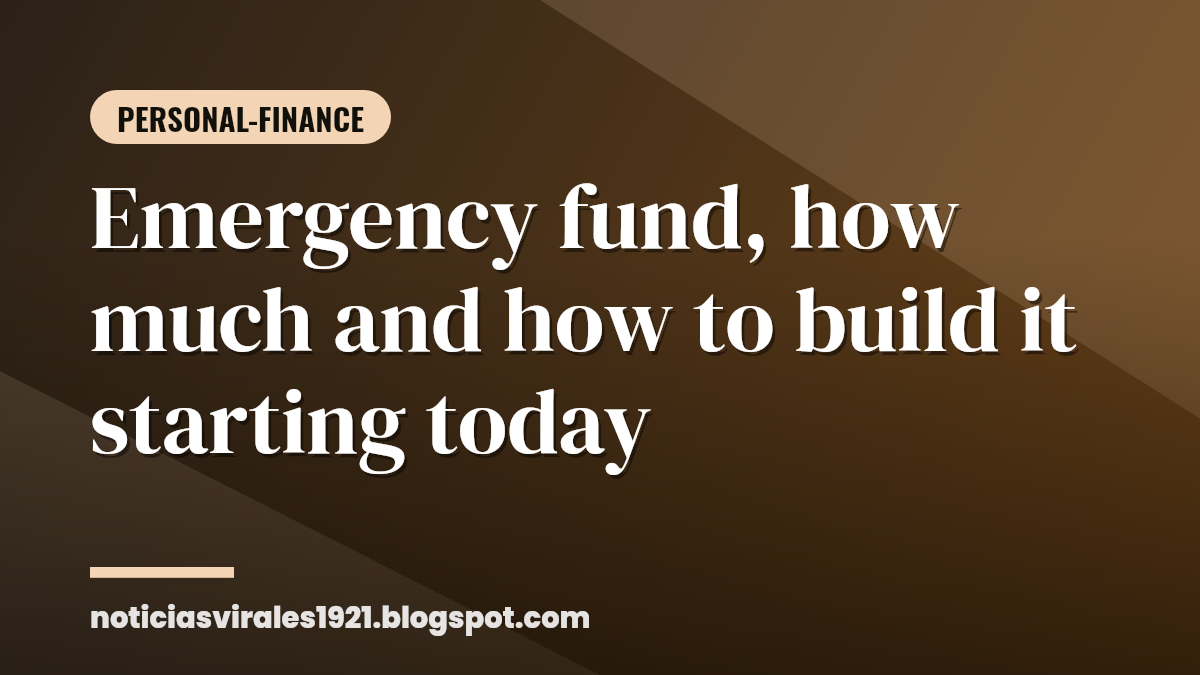 PERSONAL-FINANCE
Emergency fund, how
much and how to build it
starting today
noticiasvirales1921.blogspot.com